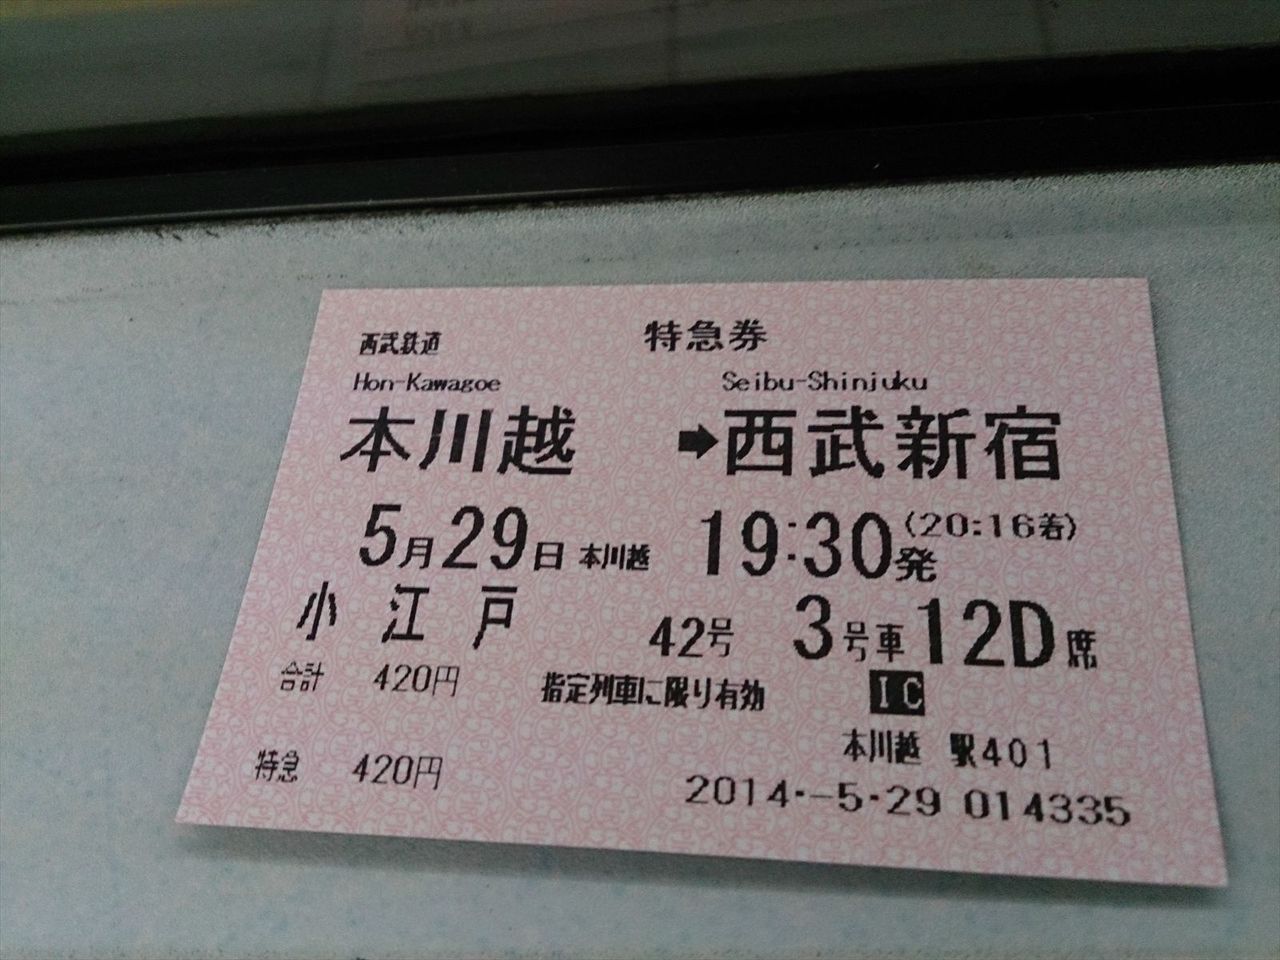 西武鉄道 特急券
Hon-Kawagoe Seibu-Shinjuku
本川越 ➡西武新宿
5月29日 本川越 19:30発 (20:16着)
小江戸 42号 3号車12D席
合計 420円 指定列車に限り有効 IC
本川越 駅401
特急 420円
2014.-5.29 014335